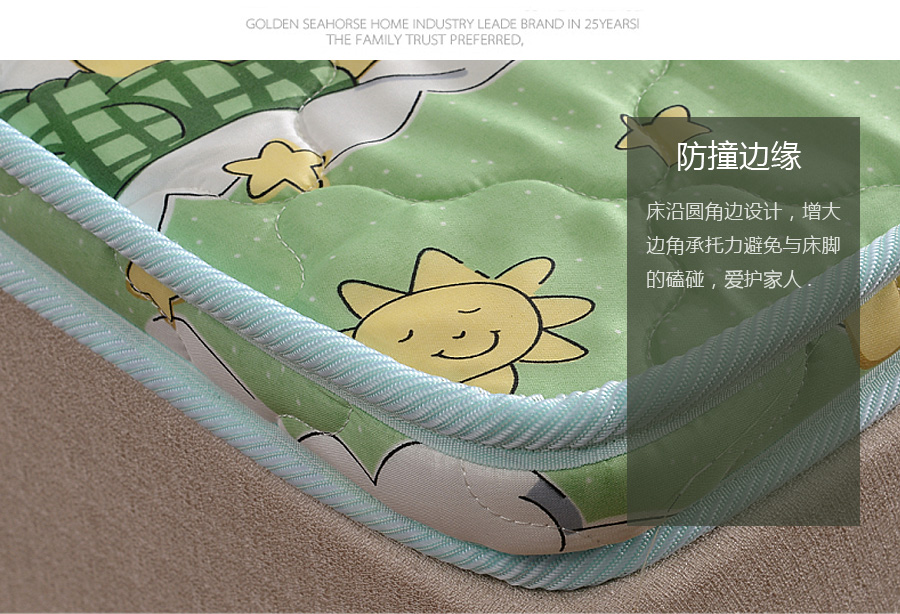 GOLDEN SEAHORSE HOME INDUSTRY LEADE BRAND IN 25YEARS!
THE FAMILY TRUST PREFERRED,
防撞边缘
床沿圆角边设计，增大
边角承托力避免与床脚
的磕碰，爱护家人 .